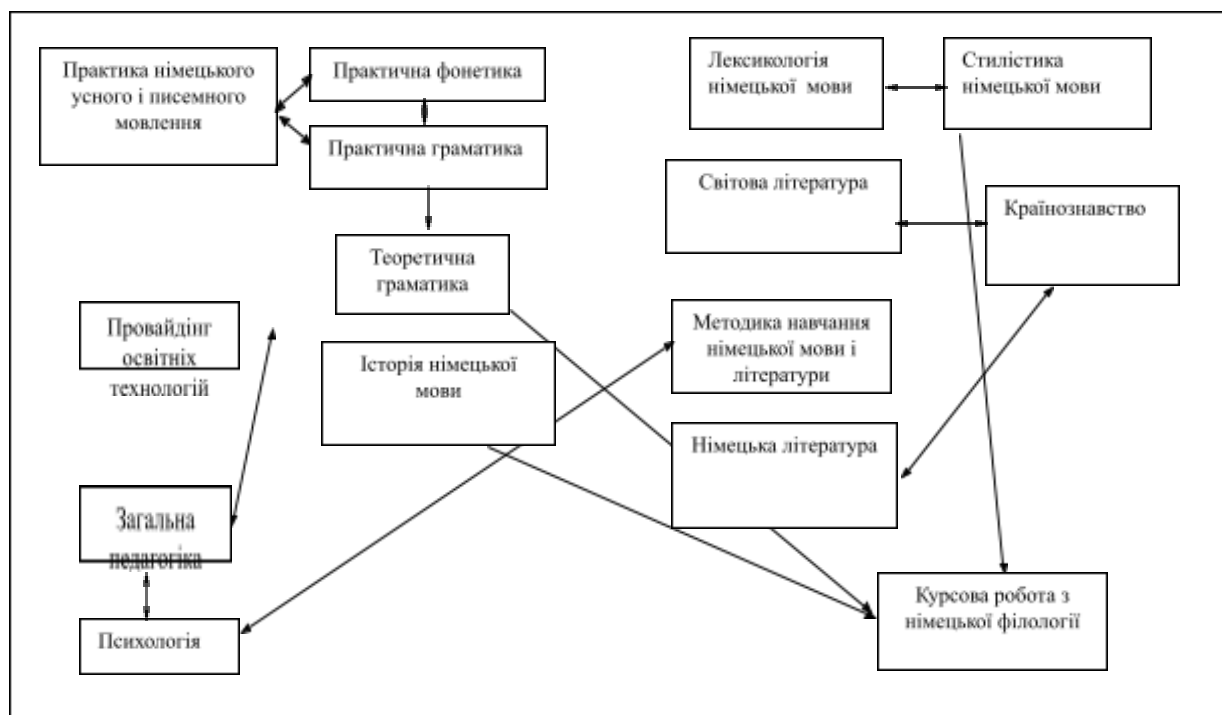 Практика німецького
усного і писемного
мовлення
Практична фонетика
Практична граматика
Теоретична
граматика
Історія німецької
мови
Провайдінг
освітніх
технологій
Загальна
педагогіка
Психологія
Лексикологія
німецької мови
Стилістика
німецької мови
Світова література
Країнознавство
Методика навчання
німецької мови і
літератури
Німецька література
Курсова робота з
німецької філології